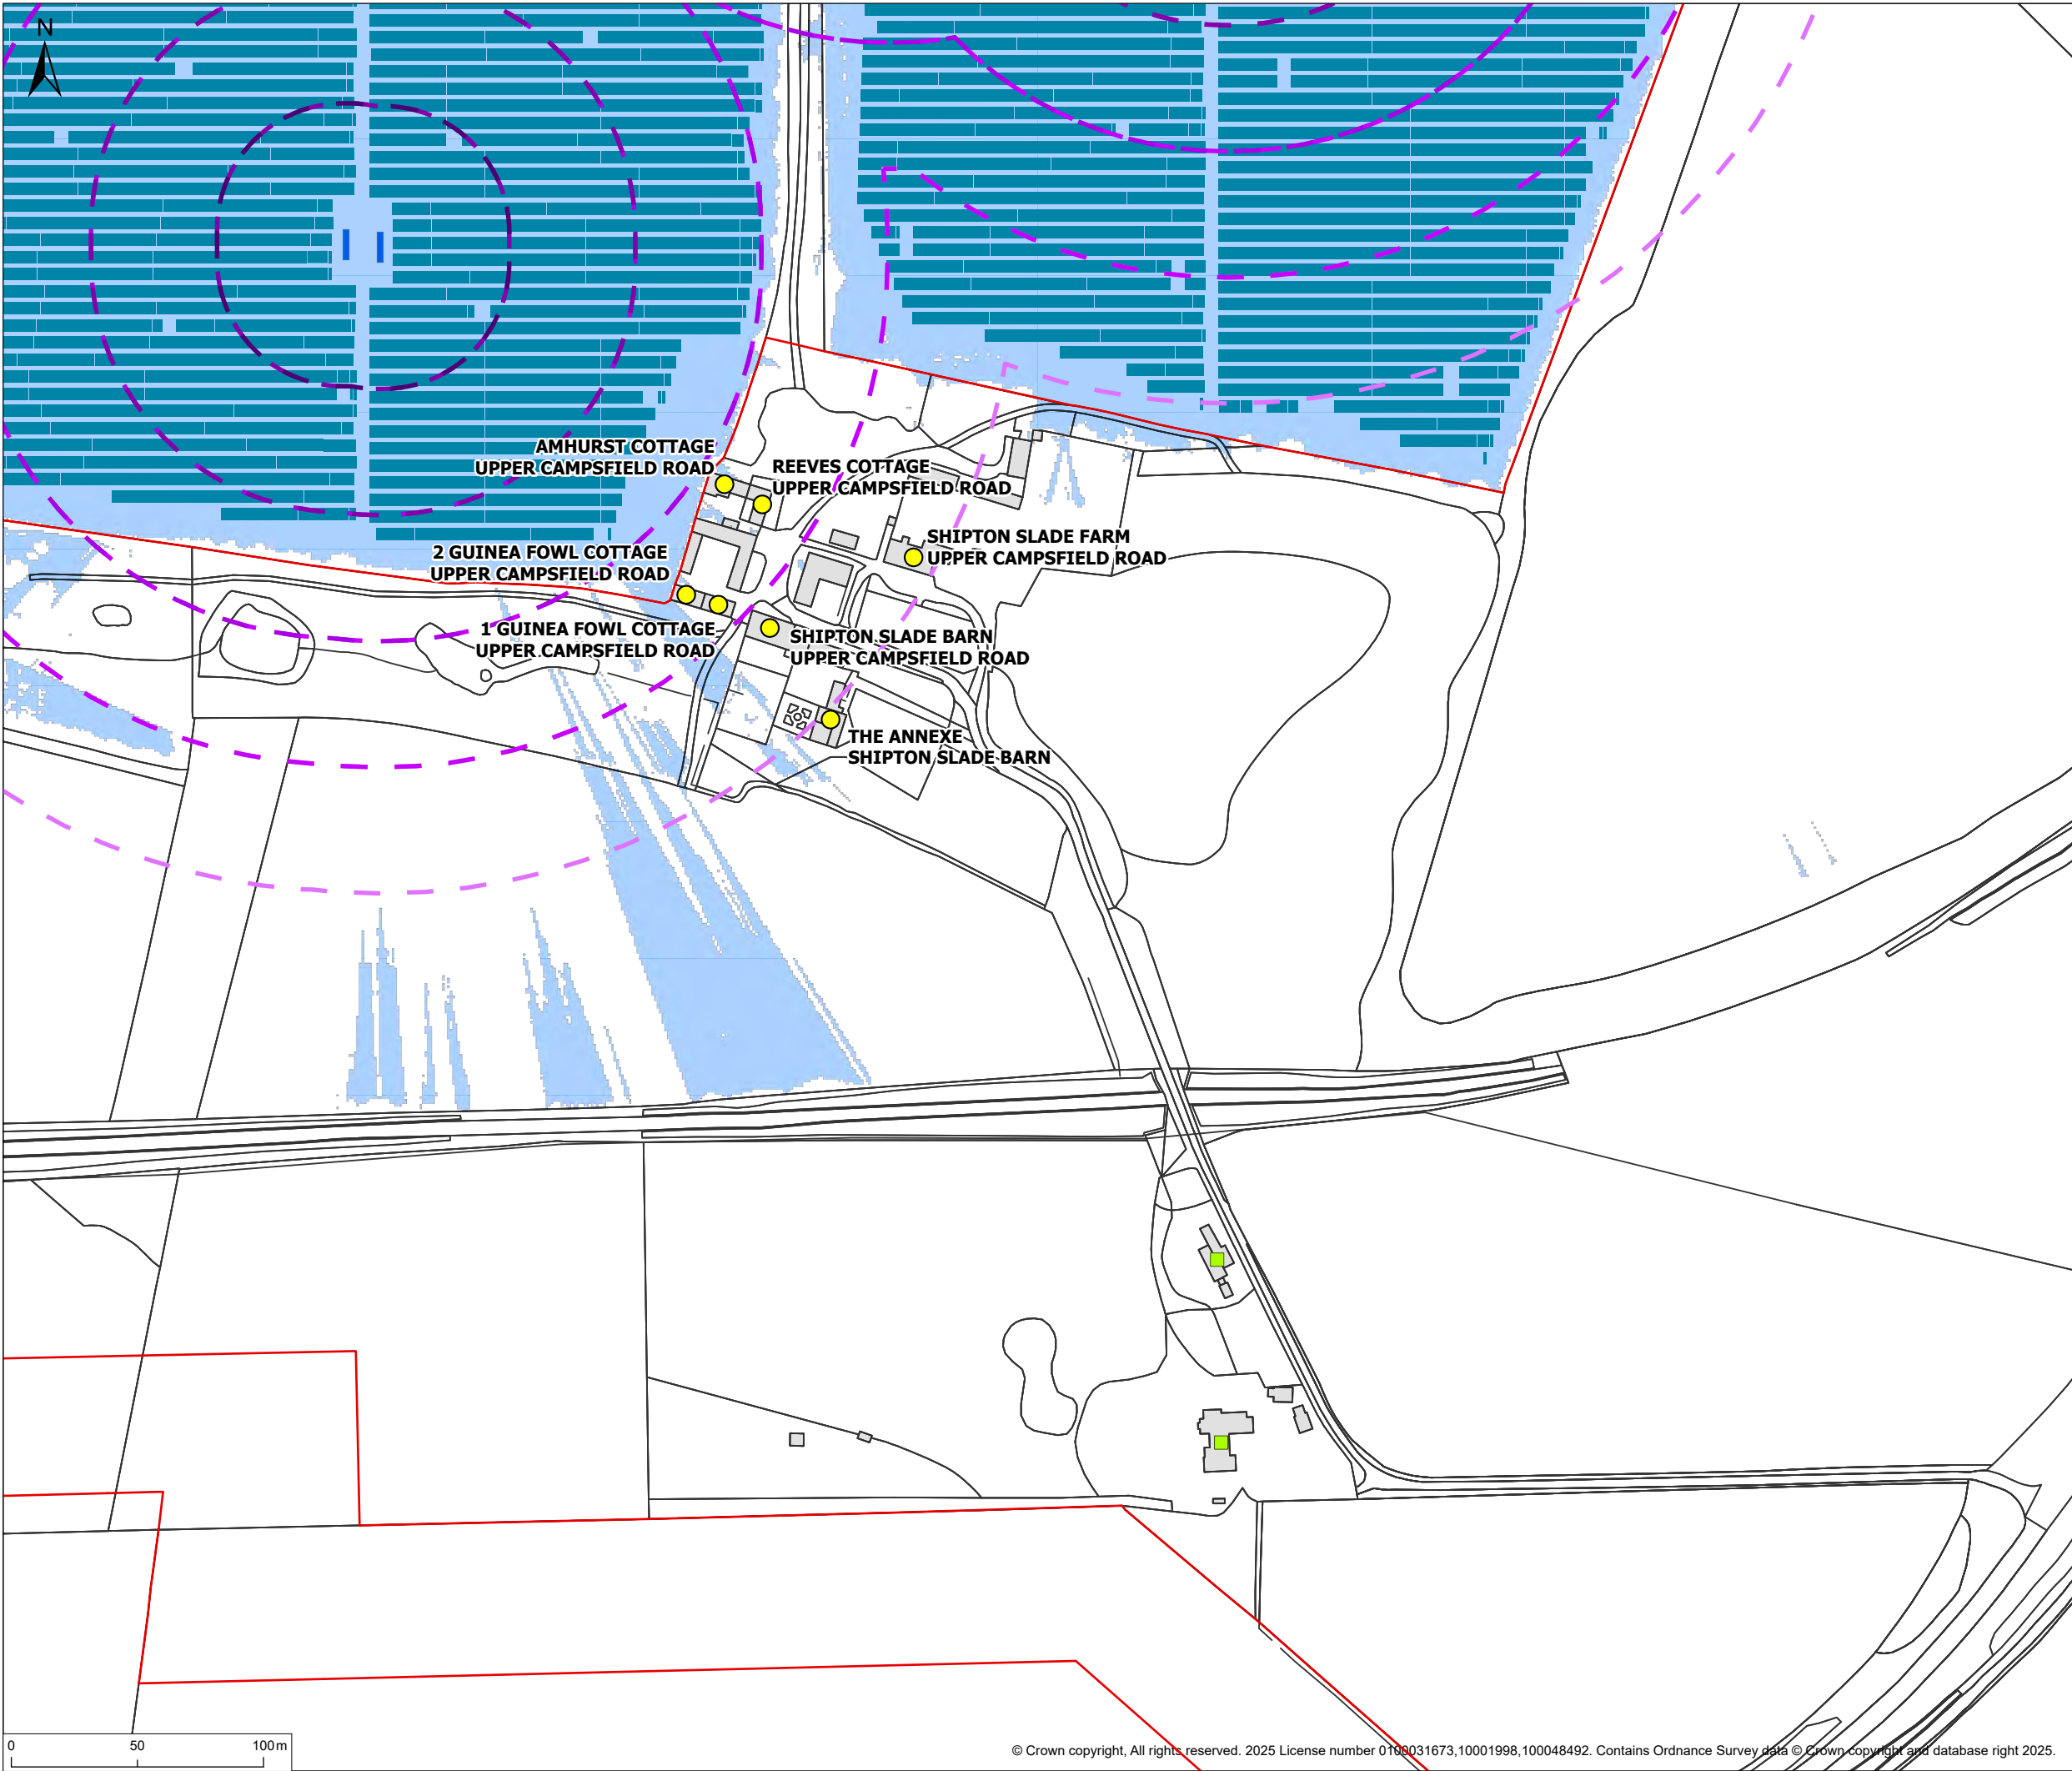 N
AMHURST COTTAGE
UPPER CAMPSFIELD ROAD
REEVES COTTAGE
UPPER CAMPSFIELD ROAD
SHIPTON SLADE FARM
UPPER CAMPSFIELD ROAD
2 GUINEA FOWL COTTAGE
UPPER CAMPSFIELD ROAD
1 GUINEA FOWL COTTAGE
UPPER CAMPSFIELD ROAD
SHIPTON SLADE BARN
UPPER CAMPSFIELD ROAD
THE ANNEXE
SHIPTON SLADE BARN
0 50 100 m
© Crown copyright, All rights reserved. 2025 License number 0100031673,10001998,100048492. Contains Ordnance Survey data © Crown copyright and database right 2025.